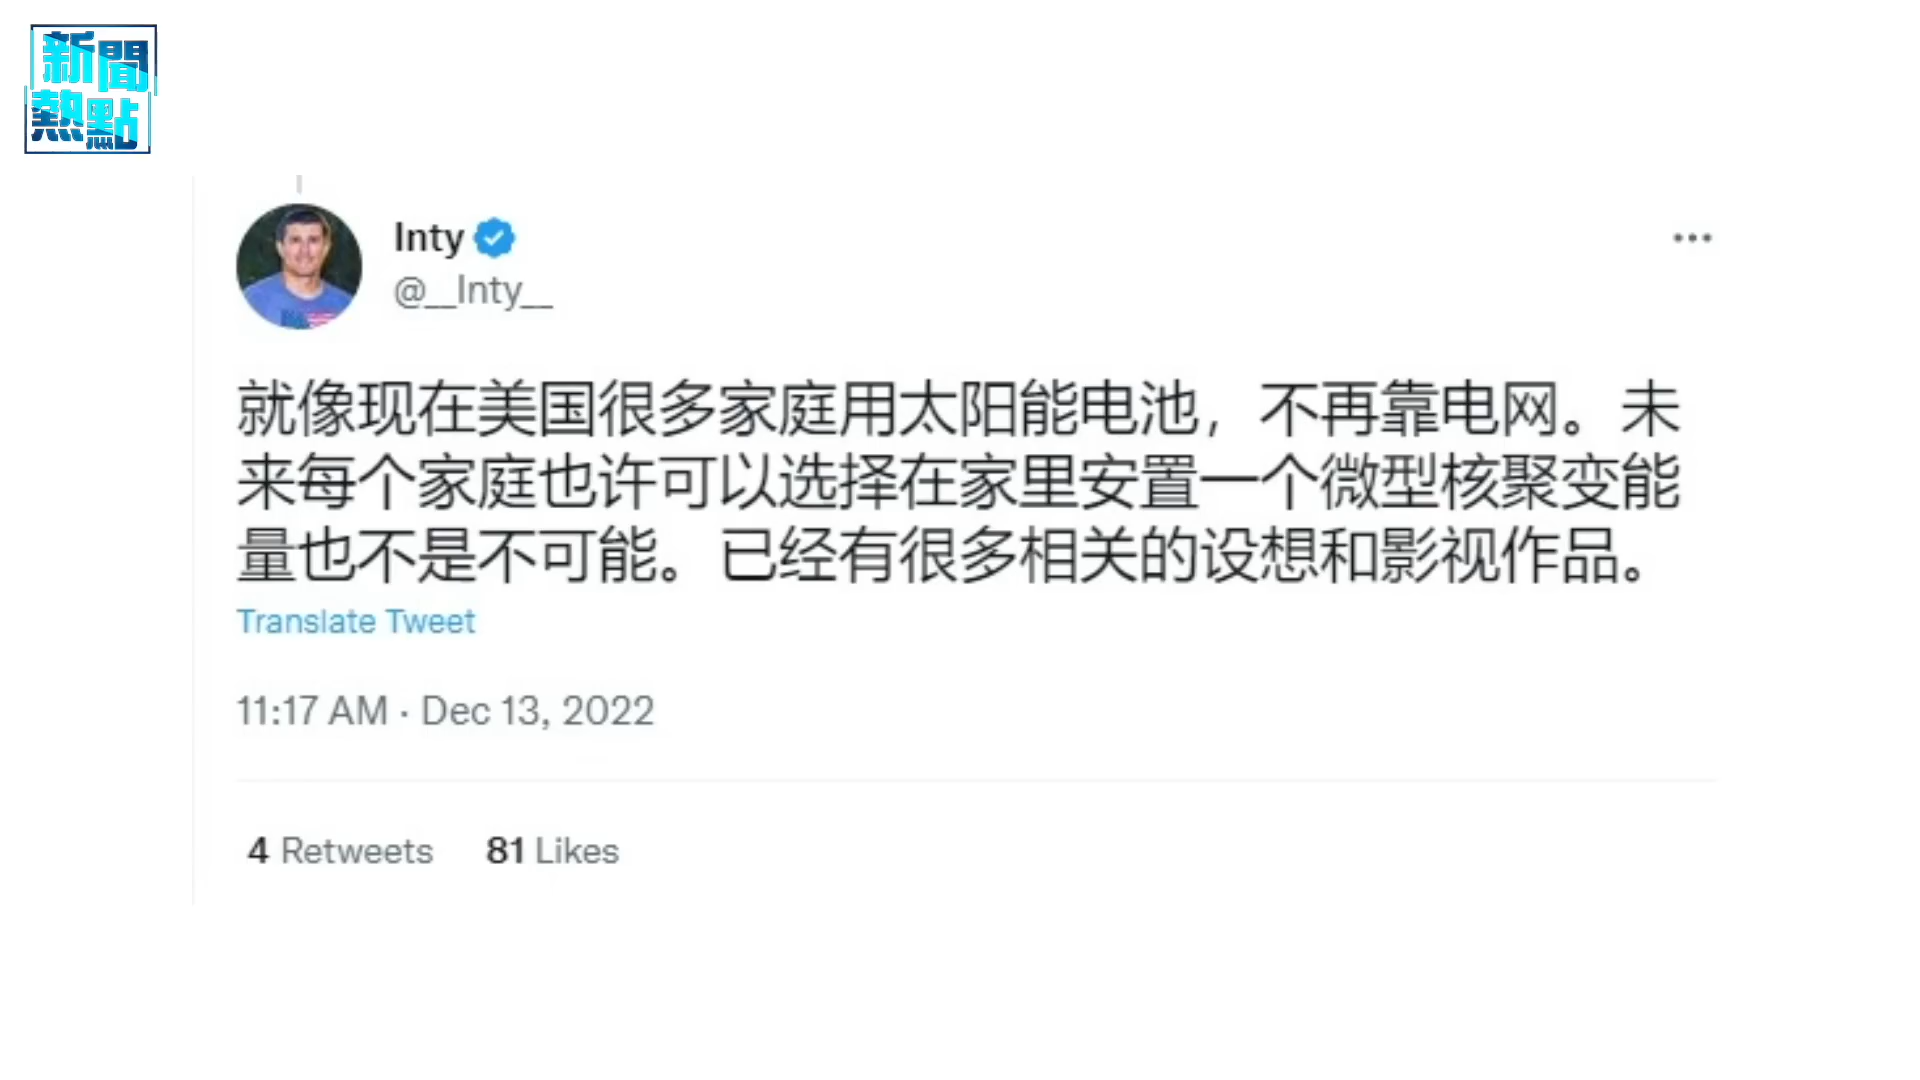 新聞
熱點
Inty
@__Inty__
就像现在美国很多家庭用太阳能电池，不再靠电网。未
来每个家庭也许可以选择在家里安置一个微型核聚变能
量也不是不可能。已经有很多相关的设想和影视作品。
Translate Tweet
11:17 AM · Dec 13, 2022
4 Retweets 81 Likes